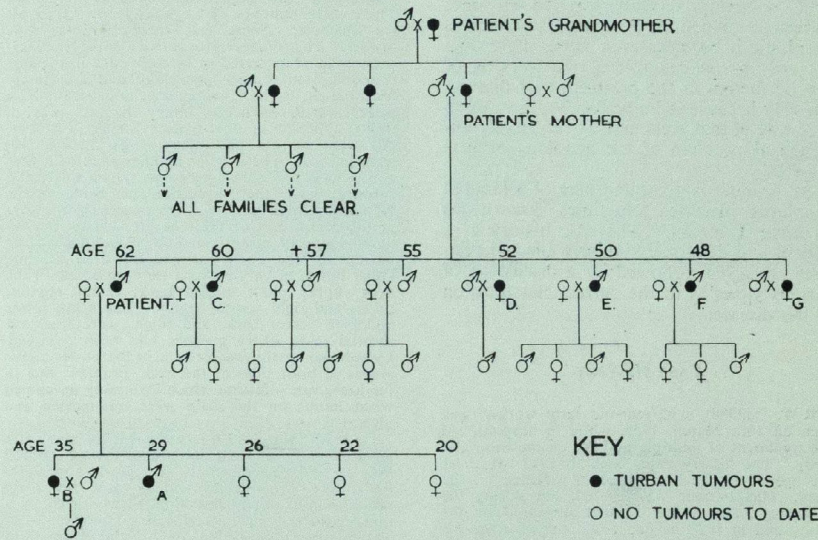 PATIENT'S GRANDMOTHER
PATIENT'S MOTHER
ALL FAMILIES CLEAR.
AGE 62 60 +57 55 52 50 48
PATIENT. C. D. E. F. G
AGE 35 29 26 22 20
B A
KEY
TURBAN TUMOURS
NO TUMOURS TO DATE